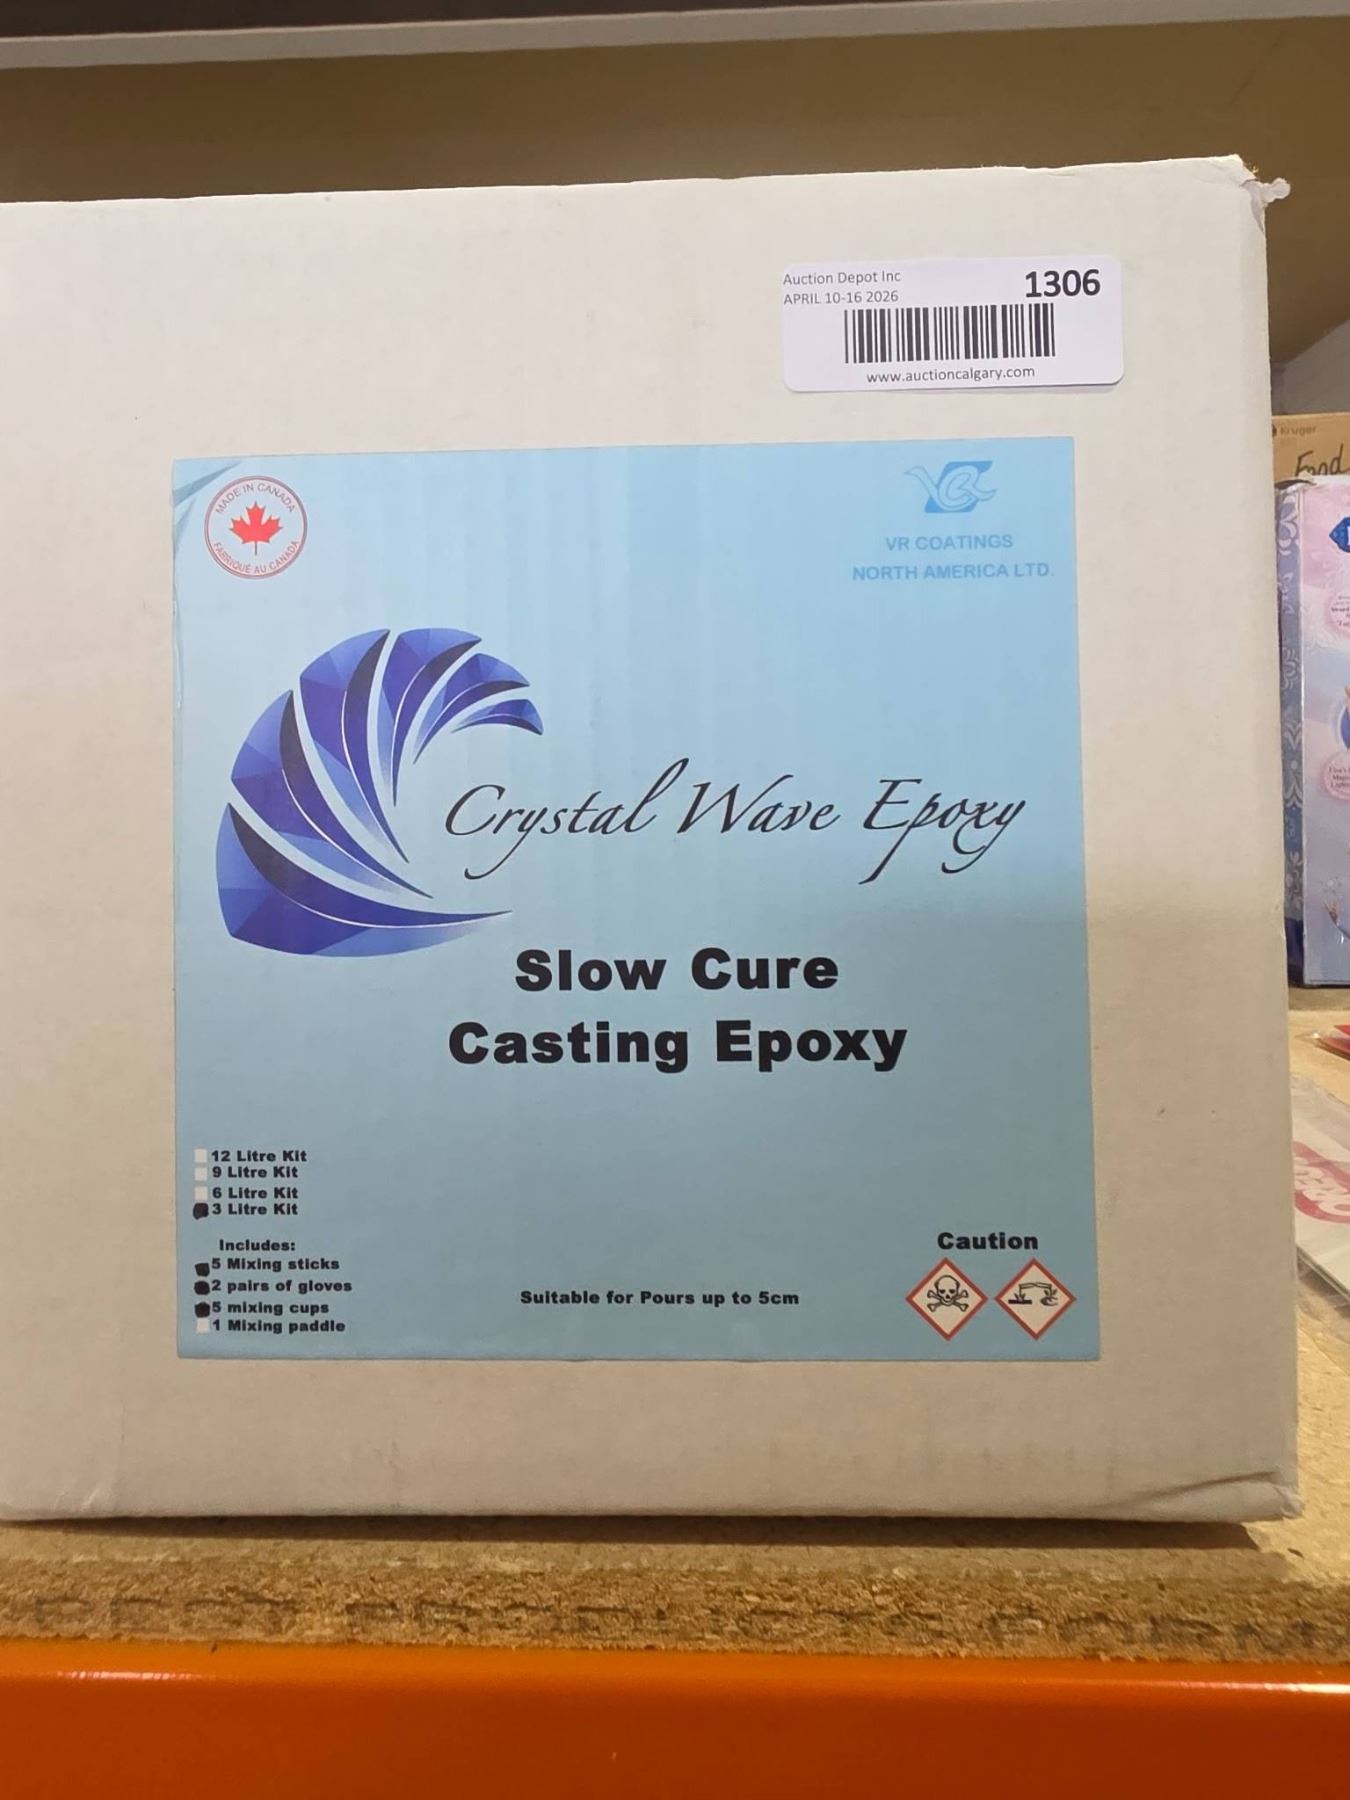 Auction Depot Inc
1306
APRIL 10-16 2026
www.auctioncalgary.com
Kruger
Food
MADE IN CANADA
FABRIQUÉ AU CANADA
VR COATINGS
NORTH AMERICA LTD.
Crystal Wave Epoxy
Slow Cure
Casting Epoxy
12 Litre Kit
9 Litre Kit
6 Litre Kit
3 Litre Kit
Includes:
5 Mixing sticks
2 pairs of gloves
5 mixing cups
1 Mixing paddle
Suitable for Pours up to 5cm
Caution